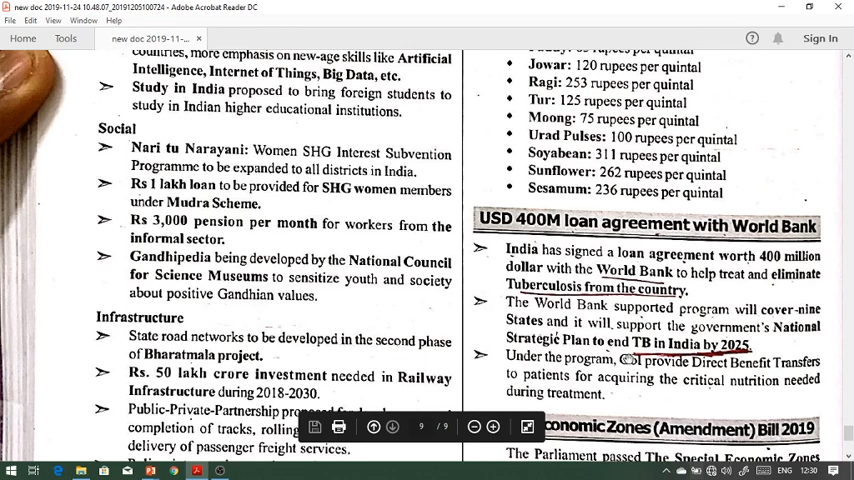 new doc 2019-11-24 10.48.07_20191205100724 - Adobe Acrobat Reader DC
File Edit View Window Help
Home Tools new doc 2019-11-... × Sign In
countries, more emphasis on new-age skills like Artificial
Intelligence, Internet of Things, Big Data, etc.
➤ Study in India proposed to bring foreign students to
study in Indian higher educational institutions.
Social
➤ Nari tu Narayani: Women SHG Interest Subvention
Programme to be expanded to all districts in India.
➤ Rs 1 lakh loan to be provided for SHG women members
under Mudra Scheme.
➤ Rs 3,000 pension per month for workers from the
informal sector.
➤ Gandhipedia being developed by the National Council
for Science Museums to sensitize youth and society
about positive Gandhian values.
Infrastructure
➤ State road networks to be developed in the second phase
of Bharatmala project.
➤ Rs. 50 lakh crore investment needed in Railway
Infrastructure during 2018-2030.
➤ Public-Private-Partnership
completion of tracks, rolling
delivery of passenger freight services.
• Jowar: 120 rupees per quintal
• Ragi: 253 rupees per quintal
• Tur: 125 rupees per quintal
• Moong: 75 rupees per quintal
• Urad Pulses: 100 rupees per quintal
• Soyabean: 311 rupees per quintal
• Sunflower: 262 rupees per quintal
• Sesamum: 236 rupees per quintal
USD 400M loan agreement with World Bank
➤ India has signed a loan agreement worth 400 million
dollar with the World Bank to help treat and eliminate
Tuberculosis from the country.
➤ The World Bank supported program will cover-nine
States and it will support the government's National
Strategic Plan to end TB in India by 2025.
➤ Under the program, provide Direct Benefit Transfers
to patients for acquiring the critical nutrition needed
during treatment.
conomic Zones (Amendment) Bill 2019
The Parliament passed The Special Economic Zones
9 / 9
ENG 12:30